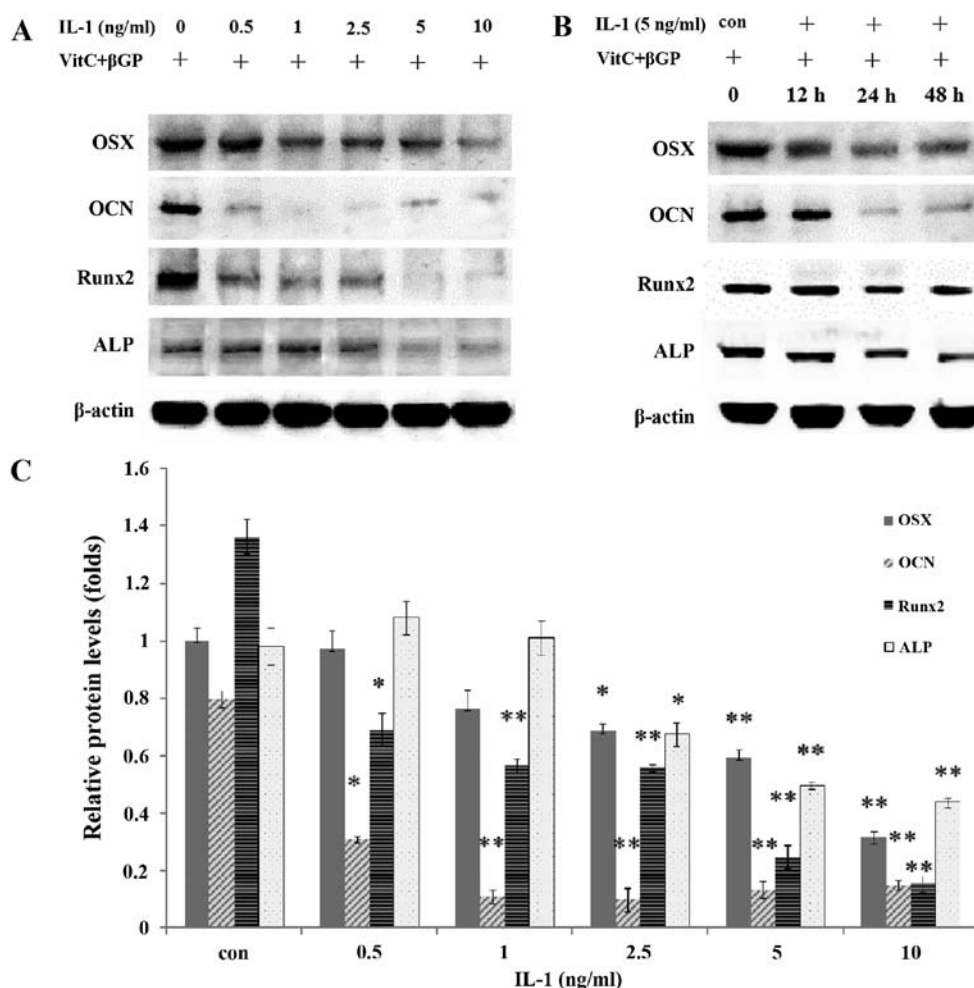 A
IL-1 (ng/ml) 0 0.5 1 2.5 5 10
VitC+βGP + + + + + +
OSX
OCN
Runx2
ALP
β-actin
B
IL-1 (5 ng/ml) con + + +
VitC+βGP + + + +
0 12 h 24 h 48 h
OSX
OCN
Runx2
ALP
β-actin
C
Relative protein levels (folds)
1.6
1.4
1.2
1
0.8
0.6
0.4
0.2
0
OSX
OCN
Runx2
ALP
* *
** * ** *
** ** **
** ** ** ** ** **
con 0.5 1 2.5 5 10
IL-1 (ng/ml)